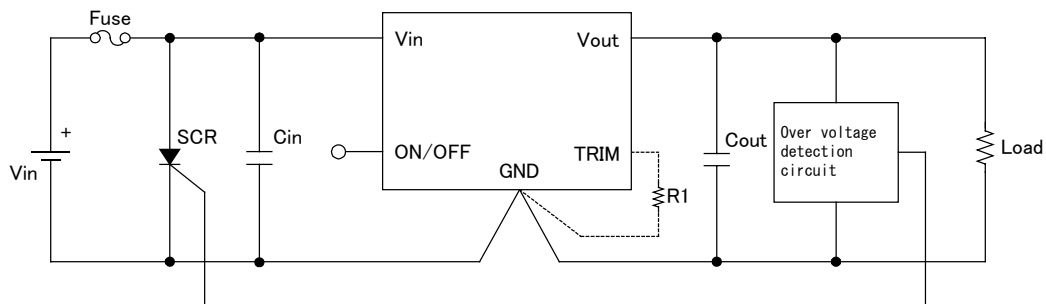 Fuse
Vin
Vout
+
SCR
Cin
Vin
ON/OFF
TRIM
GND
R1
Cout
Over voltage
detection
circuit
Load